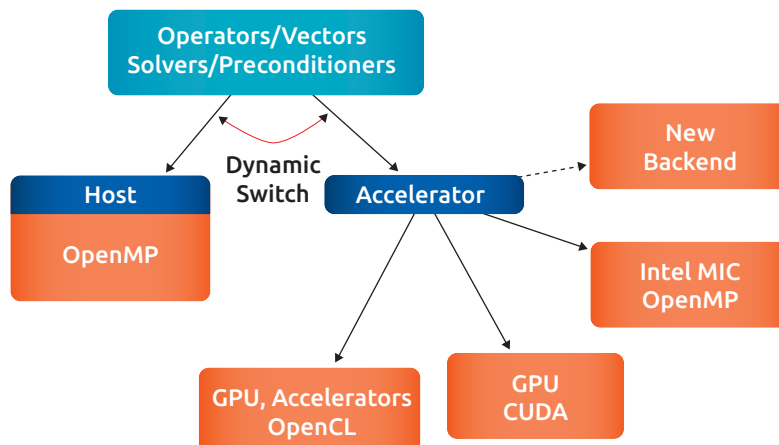 Operators/Vectors
Solvers/Preconditioners
New
Backend
Dynamic
Switch
Host
Accelerator
OpenMP
Intel MIC
OpenMP
GPU, Accelerators
OpenCL
GPU
CUDA